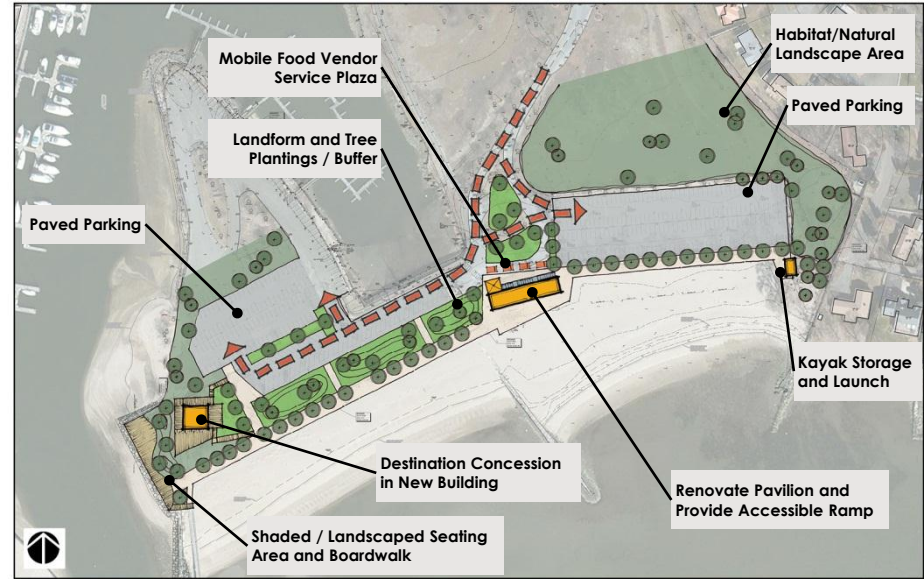 Mobile Food Vendor
Service Plaza
Habitat/Natural
Landscape Area
Landform and Tree
Plantings / Buffer
Paved Parking
Paved Parking
Kayak Storage
and Launch
Destination Concession
in New Building
Renovate Pavilion and
Provide Accessible Ramp
Shaded / Landscaped Seating
Area and Boardwalk